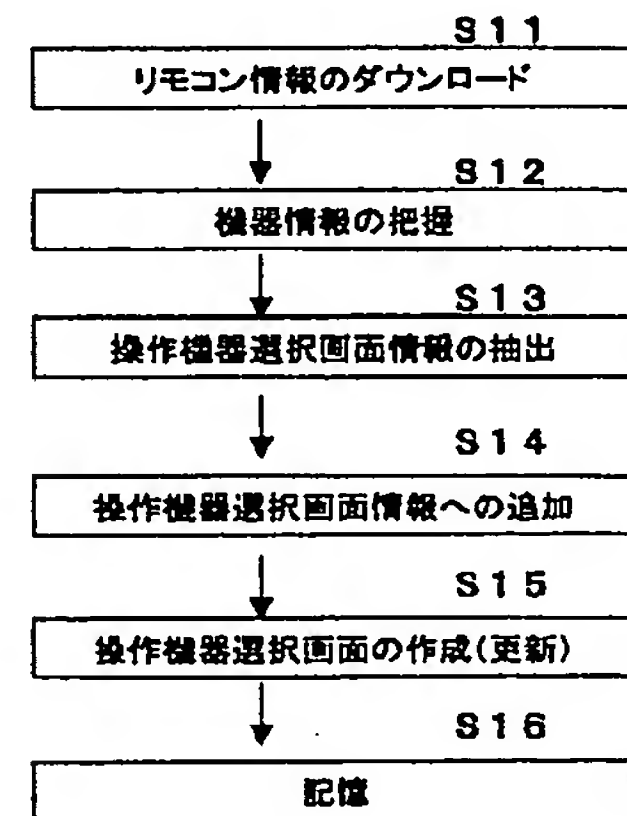 S11
リモコン情報のダウンロード
S12
機器情報の把握
S13
操作機器選択画面情報の抽出
S14
操作機器選択画面情報への追加
S15
操作機器選択画面の作成(更新)
S16
記憶